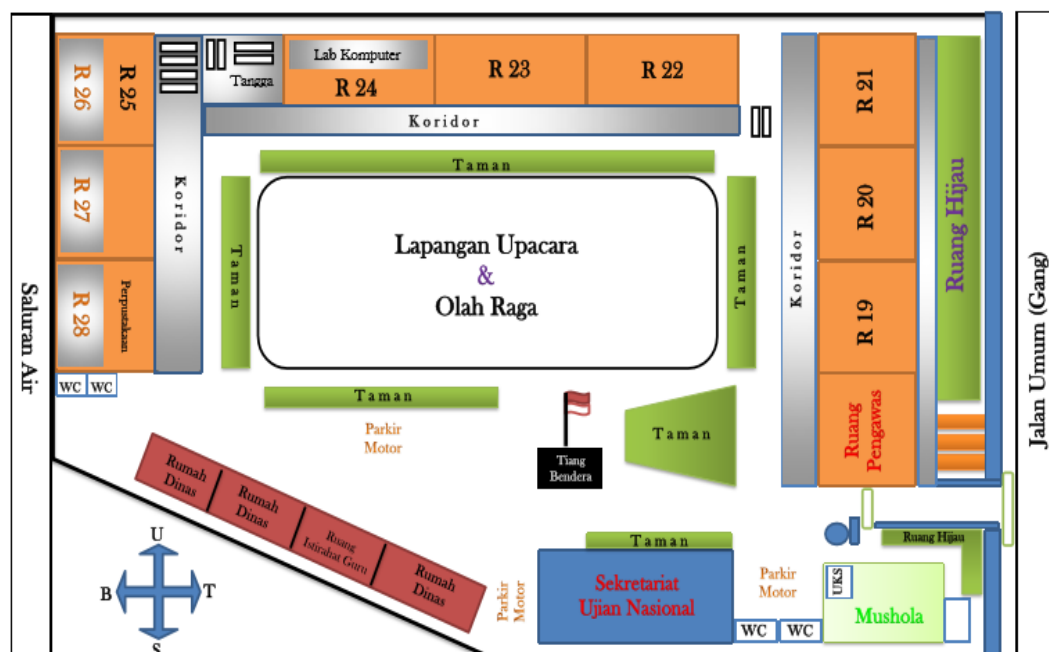 Lab Komputer
Tangga
R 24
R 23
R 22
Koridor
R 26
R 25
R 27
R 28
Perpustakaan
WC
WC
Koridor
Saluran Air
Taman
Taman
Lapangan Upacara
&
Olah Raga
Taman
Taman
Koridor
R 21
R 20
R 19
Ruang
Pengawas
Ruang Hijau
Jalan Umum (Gang)
Parkir
Motor
Tiang
Bendera
Taman
Rumah
Dinas
Rumah
Dinas
Ruang
Istirahat Guru
Rumah
Dinas
U
B
T
S
Parkir
Motor
Taman
Sekretariat
Ujian Nasional
WC
WC
Parkir
Motor
UKS
Mushola
Ruang Hijau